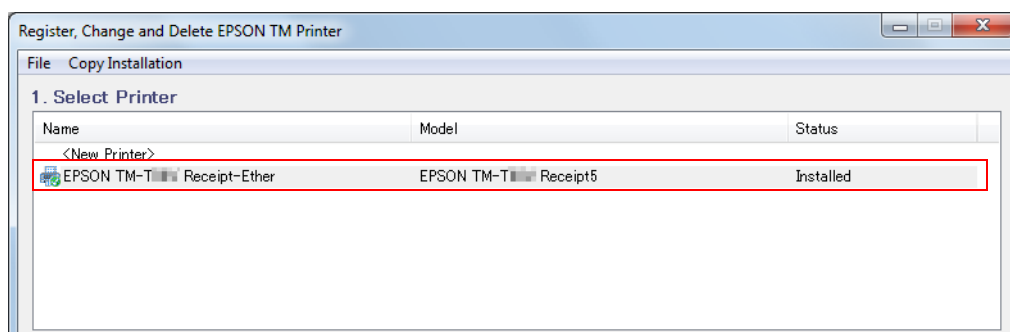 Register, Change and Delete EPSON TM Printer
File Copy Installation
1. Select Printer
Name Model Status
<New Printer>
EPSON TM-T Receipt-Ether EPSON TM-T Receipt5 Installed